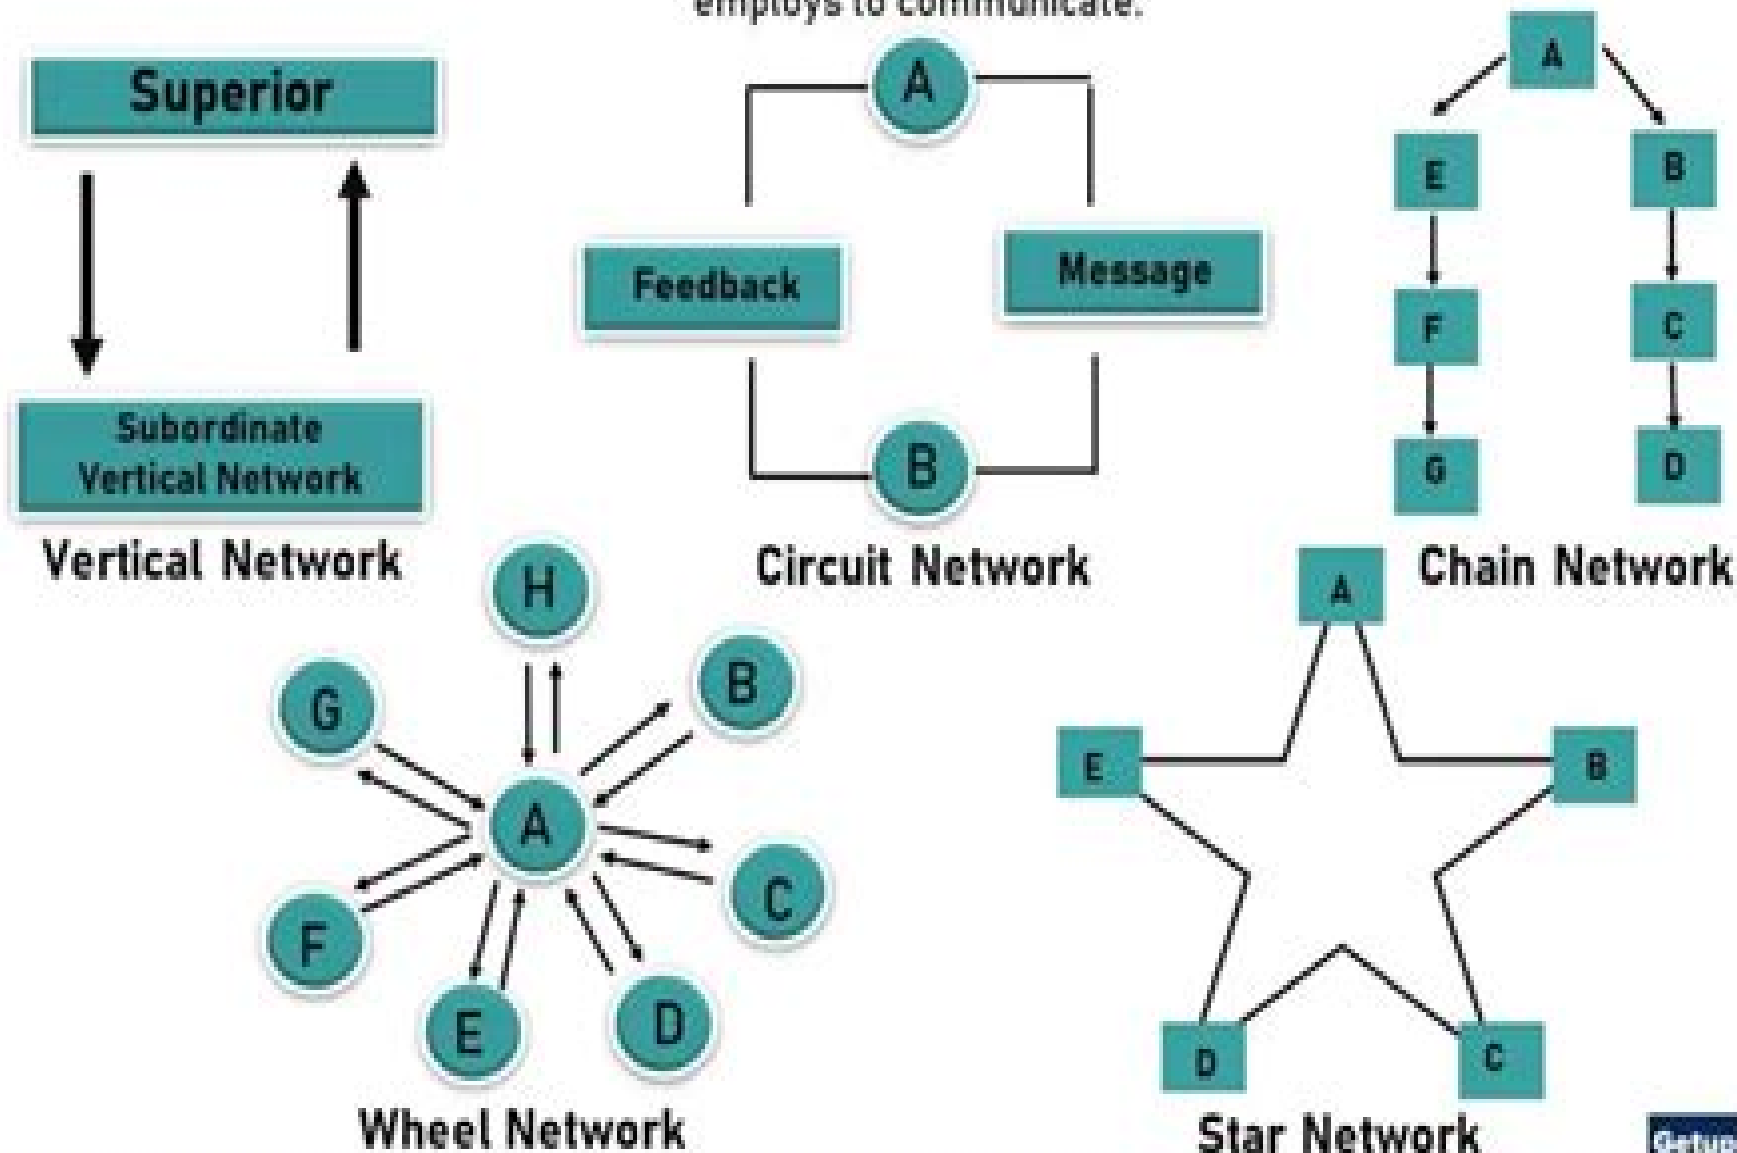 employs to communicate.
Superior
Subordinate
Vertical Network
Vertical Network
A
Feedback
Message
B
Circuit Network
A
E
B
F
C
G
D
Chain Network
H
G
B
A
C
F
E
D
Wheel Network
A
E
B
D
C
Star Network